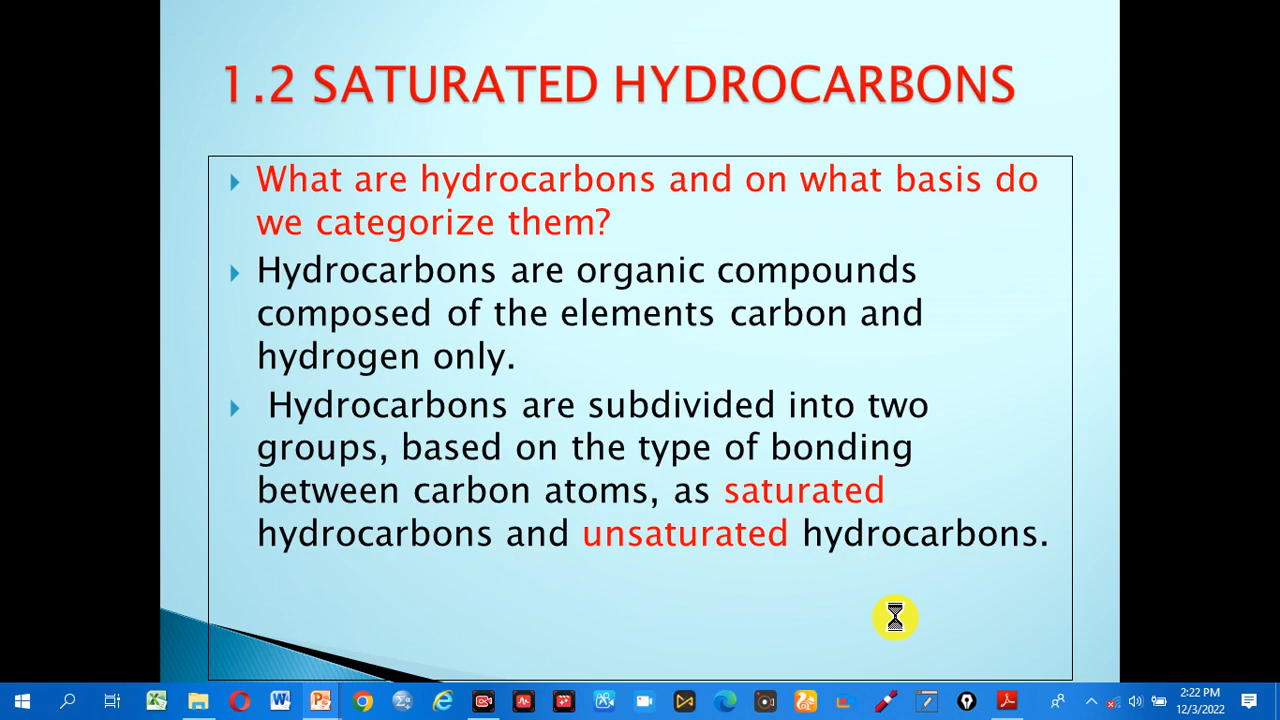 1.2 SATURATED HYDROCARBONS
What are hydrocarbons and on what basis do
we categorize them?
Hydrocarbons are organic compounds
composed of the elements carbon and
hydrogen only.
Hydrocarbons are subdivided into two
groups, based on the type of bonding
between carbon atoms, as saturated
hydrocarbons and unsaturated hydrocarbons.
2:22 PM
12/3/2022